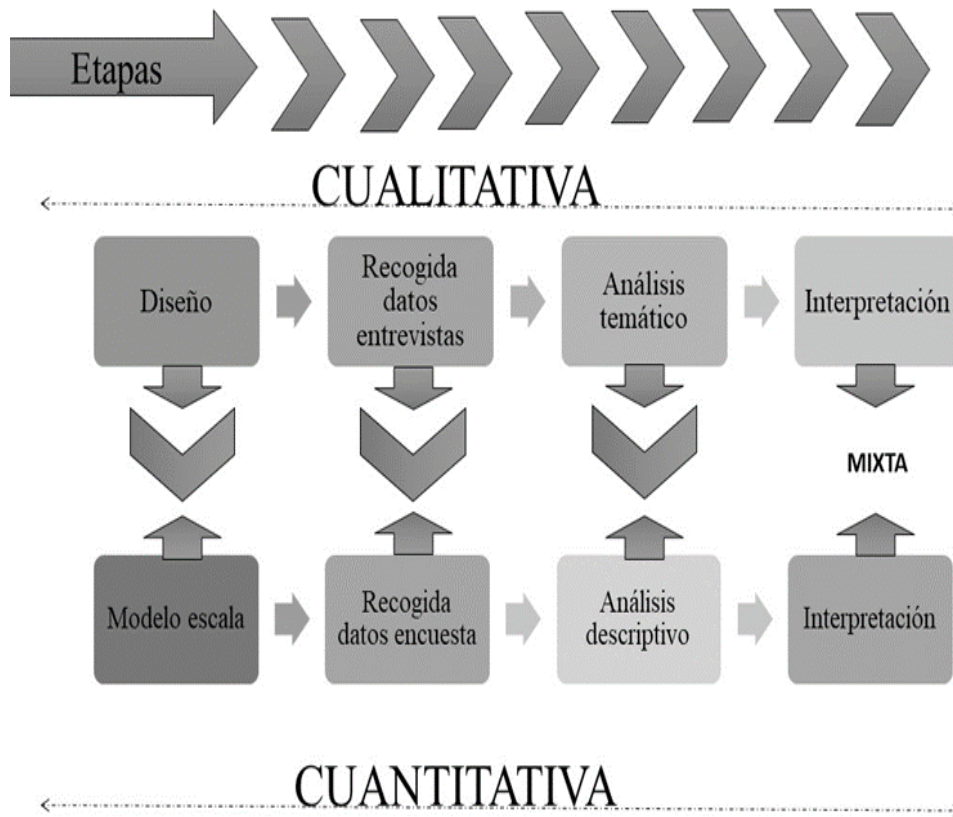 Etapas
CUALITATIVA
Diseño
Recogida
datos
entrevistas
Análisis
temático
Interpretación
MIXTA
Modelo escala
Recogida
datos encuesta
Análisis
descriptivo
Interpretación
CUANTITATIVA